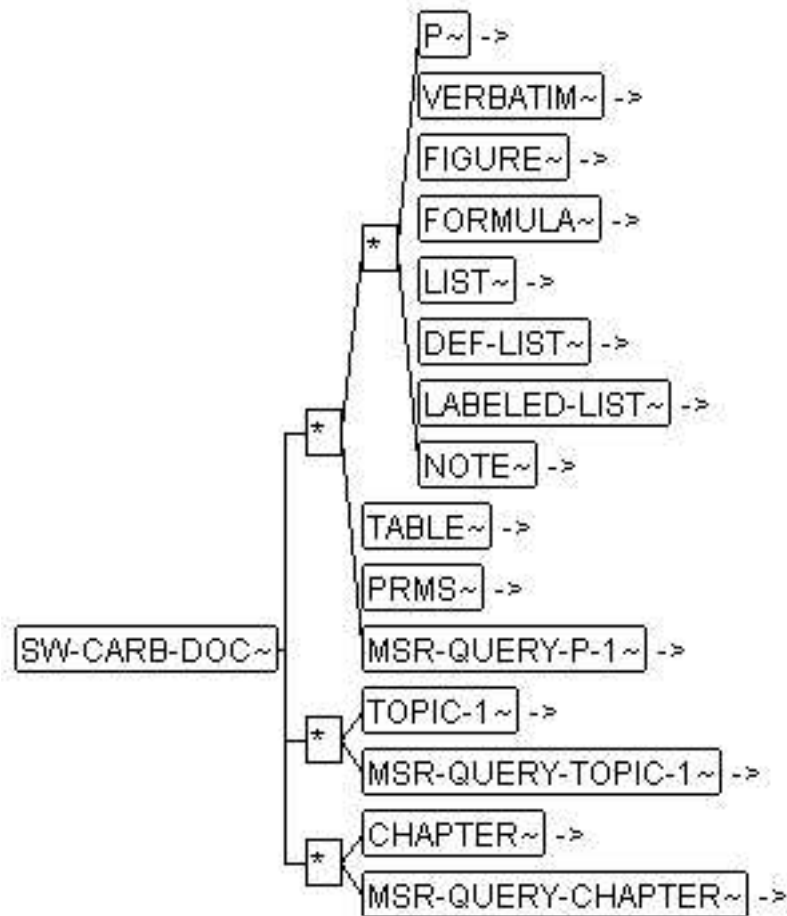 P~ ->
VERBATIM~ ->
FIGURE~ ->
FORMULA~ ->
*
LIST~ ->
DEF-LIST~ ->
LABELED-LIST~ ->
*
NOTE~ ->
TABLE~ ->
PRMS~ ->
SW-CARB-DOC~
MSR-QUERY-P-1~ ->
TOPIC-1~ ->
*
MSR-QUERY-TOPIC-1~ ->
CHAPTER~ ->
*
MSR-QUERY-CHAPTER~ ->